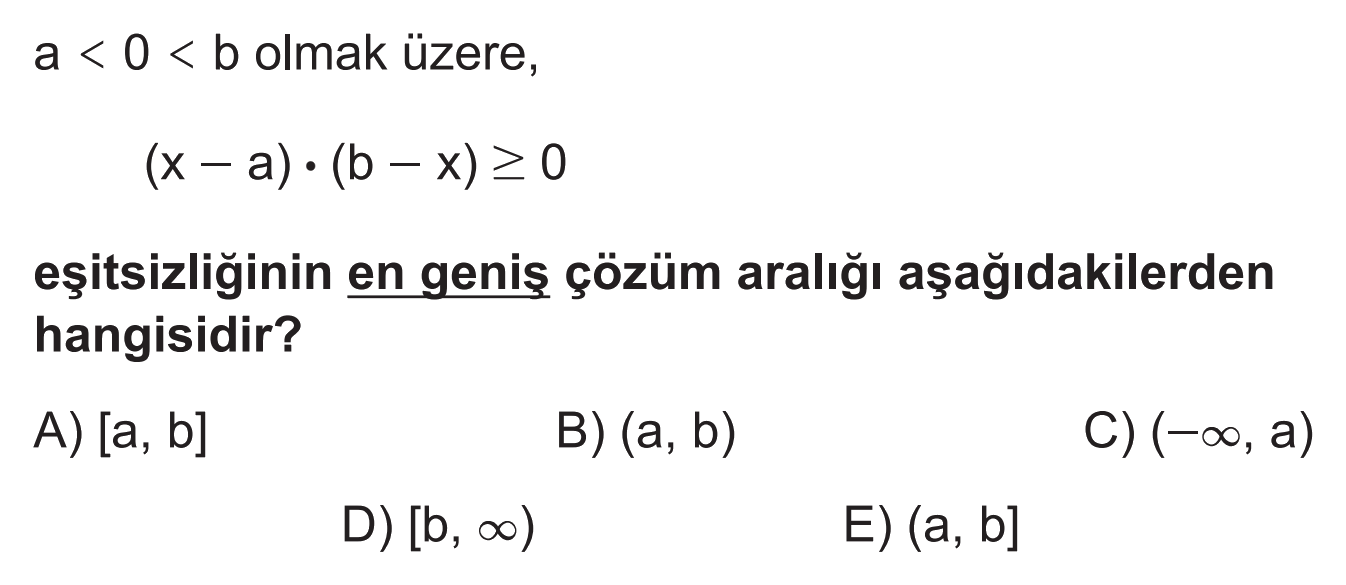 a < 0 < b olmak üzere,
(x – a) • (b – x) ≥ 0
eşitsizliğinin en geniş çözüm aralığı aşağıdakilerden
hangisidir?
A) [a, b] B) (a, b) C) (–∞, a)
D) [b, ∞) E) (a, b]